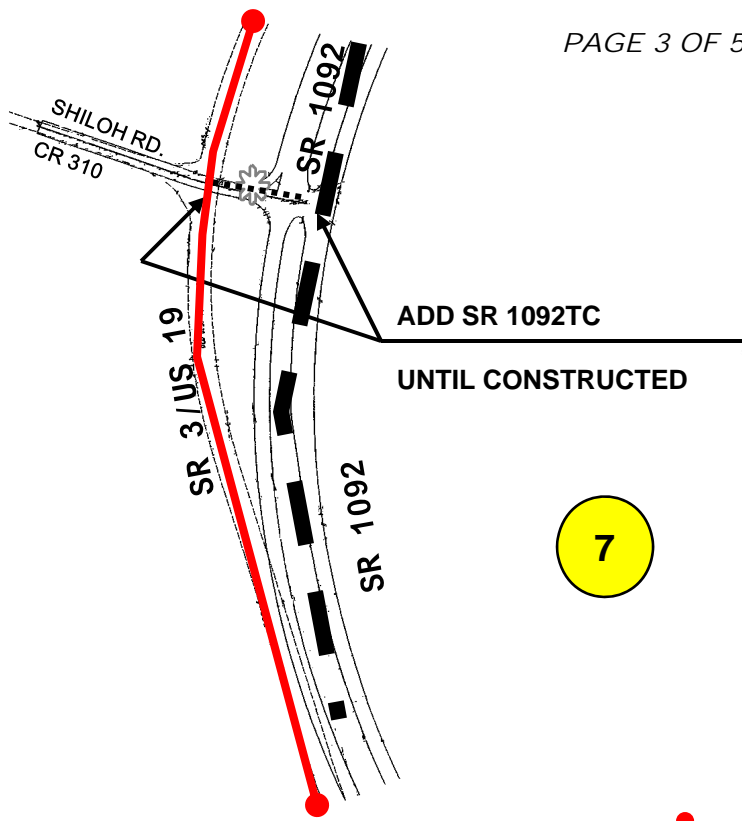 PAGE 3 OF 5
SR 1092
SHILOH RD.
CR 310
ADD SR 1092TC
UNTIL CONSTRUCTED
SR 3 / US 19
SR 1092
7